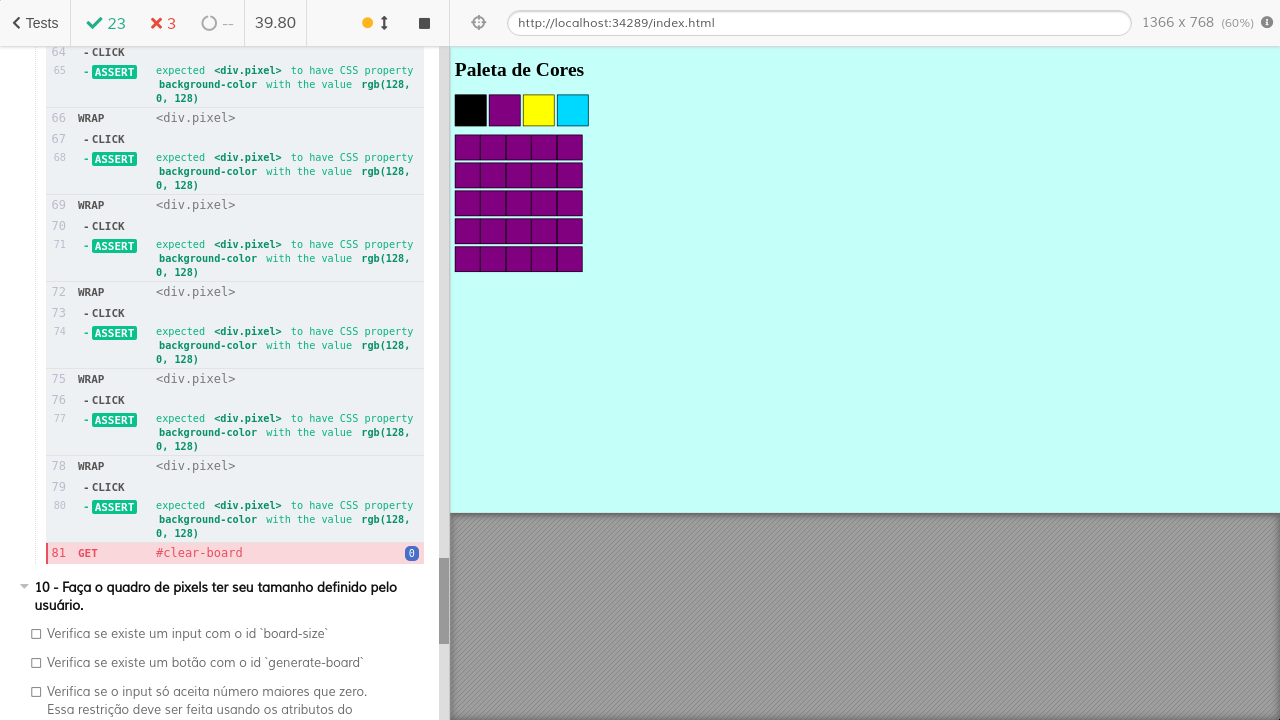 Tests
23
3
--
39.80
http://localhost:34289/index.html
1366 x 768 (60%)
64 - CLICK
65 - ASSERT expected <div.pixel> to have CSS property
background-color with the value rgb(128,
0, 128)
66 WRAP <div.pixel>
67 - CLICK
68 - ASSERT expected <div.pixel> to have CSS property
background-color with the value rgb(128,
0, 128)
69 WRAP <div.pixel>
70 - CLICK
71 - ASSERT expected <div.pixel> to have CSS property
background-color with the value rgb(128,
0, 128)
72 WRAP <div.pixel>
73 - CLICK
74 - ASSERT expected <div.pixel> to have CSS property
background-color with the value rgb(128,
0, 128)
75 WRAP <div.pixel>
76 - CLICK
77 - ASSERT expected <div.pixel> to have CSS property
background-color with the value rgb(128,
0, 128)
78 WRAP <div.pixel>
79 - CLICK
80 - ASSERT expected <div.pixel> to have CSS property
background-color with the value rgb(128,
0, 128)
81 GET #clear-board 0
10 - Faça o quadro de pixels ter seu tamanho definido pelo
usuário.
Verifica se existe um input com o id `board-size`
Verifica se existe um botão com o id `generate-board`
Verifica se o input só aceita número maiores que zero.
Essa restrição deve ser feita usando os atributos do
Paleta de Cores